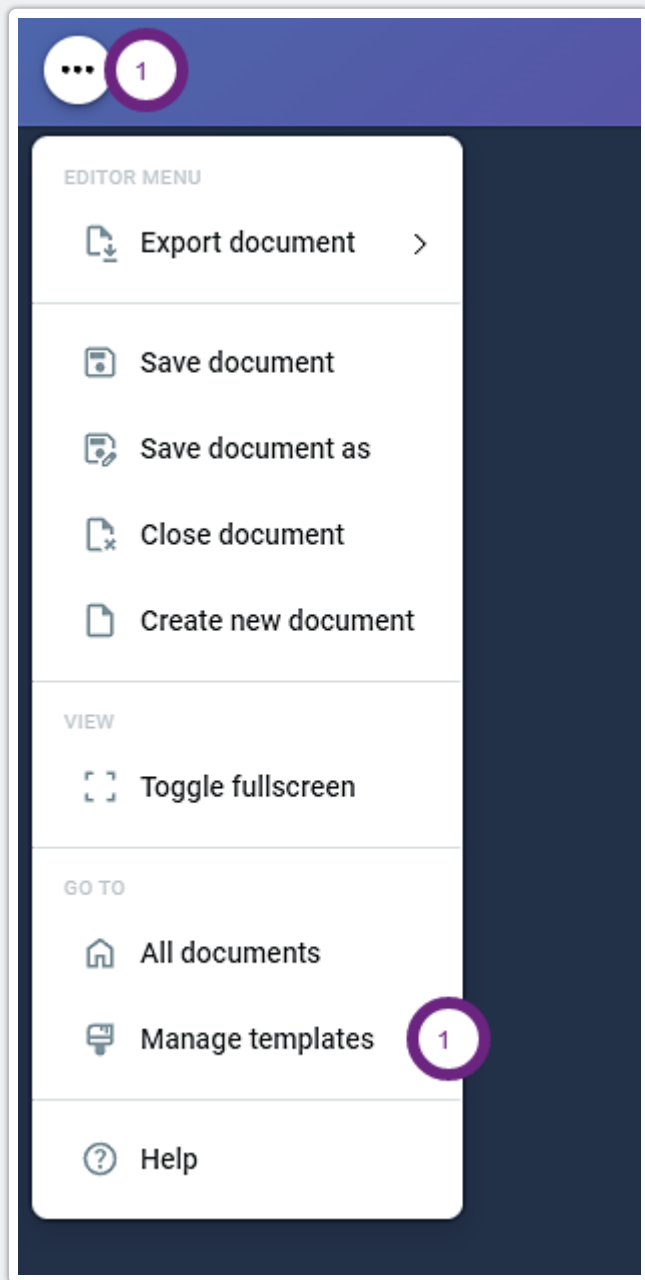 1
EDITOR MENU
Export document
Save document
Save document as
Close document
Create new document
VIEW
Toggle fullscreen
GO TO
All documents
Manage templates 1
Help